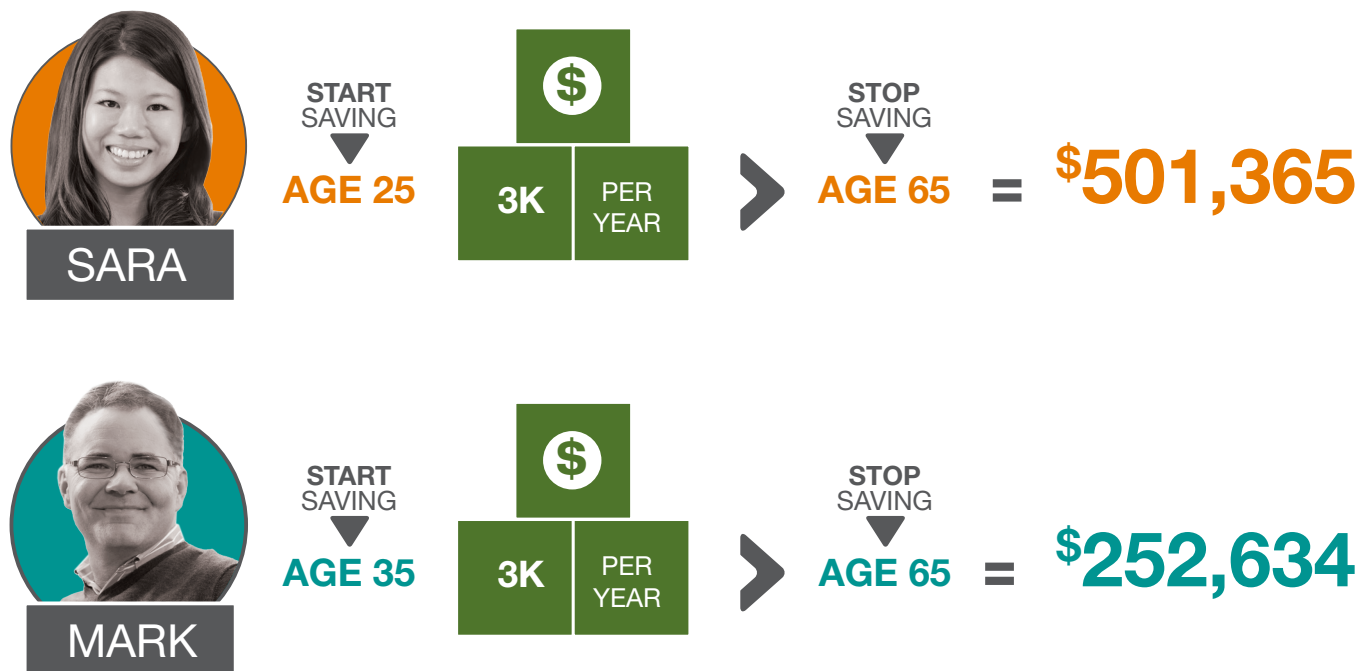 START
SAVING
AGE 25
$
3K
PER
YEAR
STOP
SAVING
AGE 65
=
$501,365
SARA
START
SAVING
AGE 35
$
3K
PER
YEAR
STOP
SAVING
AGE 65
=
$252,634
MARK